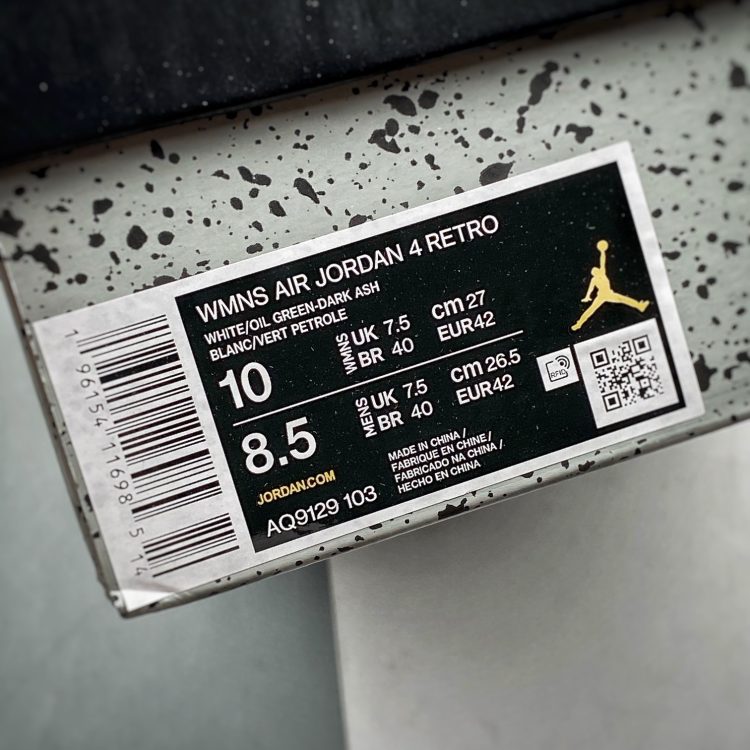 WMNS AIR JORDAN 4 RETRO
WHITE/OIL GREEN-DARK ASH
BLANC/VERT PETROLE
10
WMNS
UK 7.5 cm 27
BR 40 EUR42
8.5
MENS
UK 7.5 cm 26.5
BR 40 EUR42
RFID
JORDAN.COM
AQ9129 103
MADE IN CHINA /
FABRIQUE EN CHINE/
FABRICADO NA CHINA /
HECHO EN CHINA
1 96154 11698 5 14